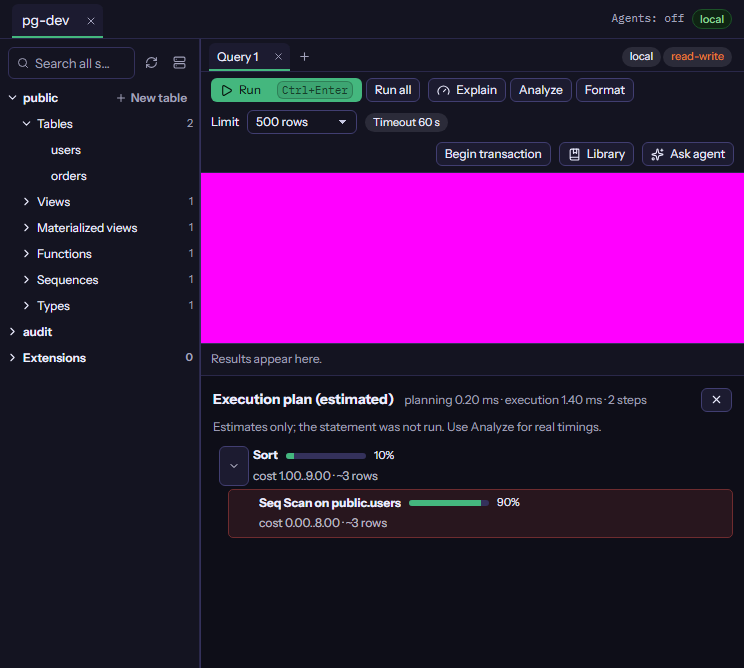 pg-dev
Agents: off local
Search all s...
Query 1
local read-write
public + New table
Run Ctrl+Enter Run all Explain Analyze Format
Tables 2
Limit 500 rows Timeout 60 s
users
Begin transaction Library Ask agent
orders
Views 1
Materialized views 1
Functions 1
Sequences 1
Types 1
audit
Extensions 0
Results appear here.
Execution plan (estimated) planning 0.20 ms · execution 1.40 ms · 2 steps
Estimates only; the statement was not run. Use Analyze for real timings.
Sort 10%
cost 1.00..9.00 · ~3 rows
Seq Scan on public.users 90%
cost 0.00..8.00 · ~3 rows